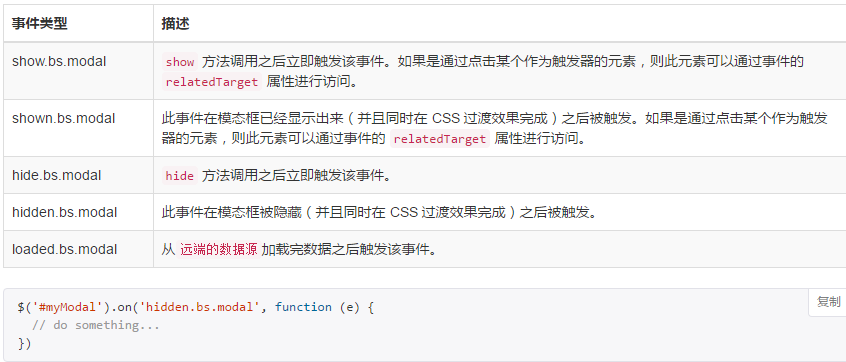 事件类型 描述
show.bs.modal show 方法调用之后立即触发该事件。如果是通过点击某个作为触发器的元素，则此元素可以通过事件的
relatedTarget 属性进行访问。
shown.bs.modal 此事件在模态框已经显示出来（并且同时在 CSS 过渡效果完成）之后被触发。如果是通过点击某个作为触发
器的元素，则此元素可以通过事件的 relatedTarget 属性进行访问。
hide.bs.modal hide 方法调用之后立即触发该事件。
hidden.bs.modal 此事件在模态框被隐藏（并且同时在 CSS 过渡效果完成）之后被触发。
loaded.bs.modal 从 远端的数据源 加载完数据之后触发该事件。
复制
$('#myModal').on('hidden.bs.modal', function (e) {
  // do something...
})